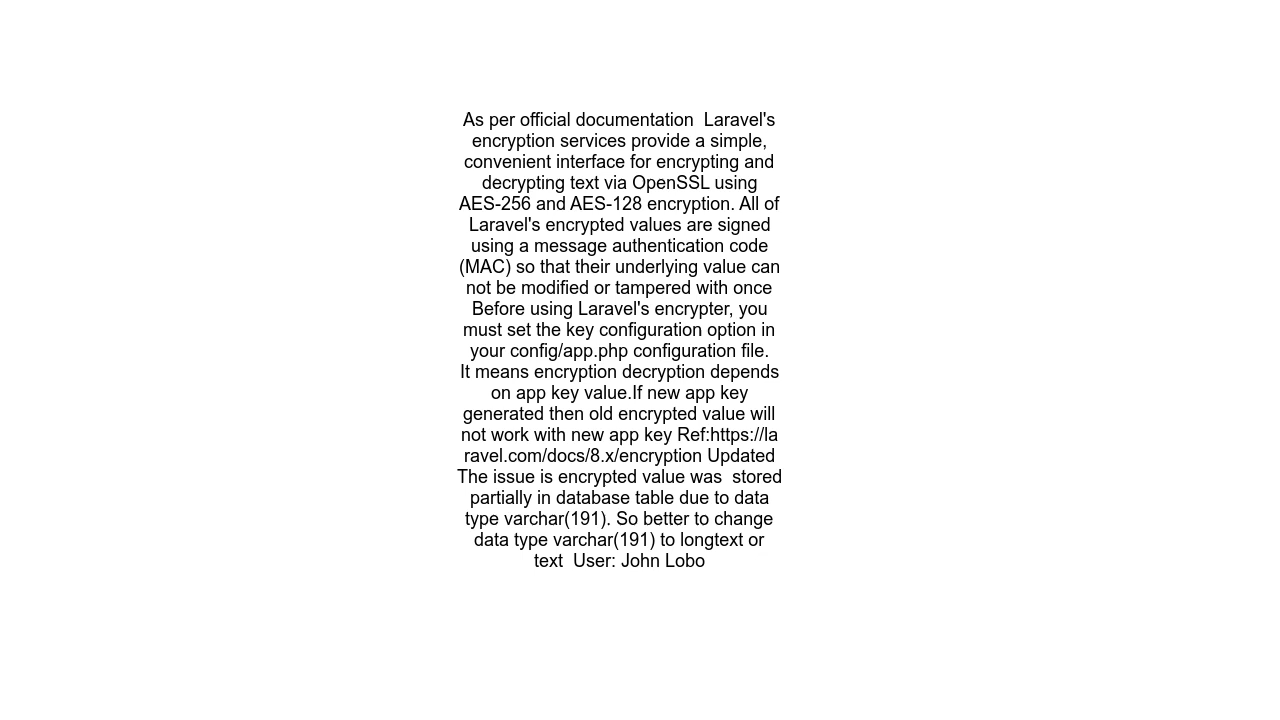 As per official documentation  Laravel's
encryption services provide a simple,
convenient interface for encrypting and
decrypting text via OpenSSL using
AES-256 and AES-128 encryption. All of
Laravel's encrypted values are signed
using a message authentication code
(MAC) so that their underlying value can
not be modified or tampered with once
Before using Laravel's encrypter, you
must set the key configuration option in
your config/app.php configuration file.
It means encryption decryption depends
on app key value.If new app key
generated then old encrypted value will
not work with new app key Ref:https://la
ravel.com/docs/8.x/encryption Updated
The issue is encrypted value was  stored
partially in database table due to data
type varchar(191). So better to change
data type varchar(191) to longtext or
text  User: John Lobo